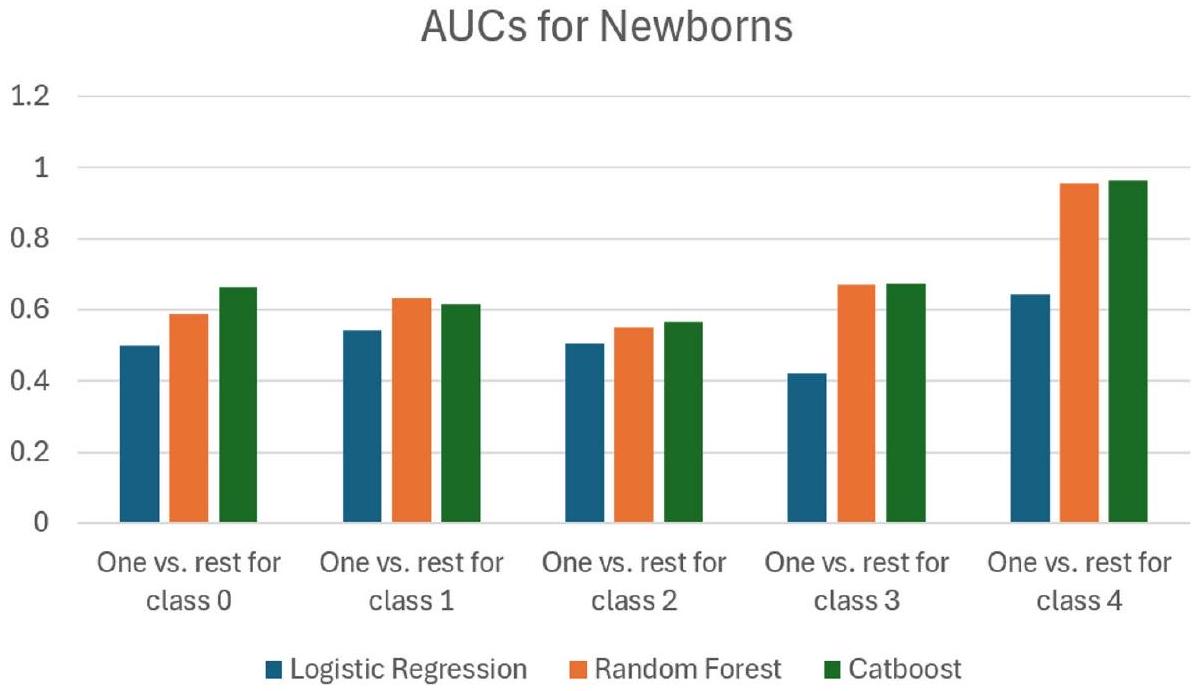 AUCs for Newborns
1.2
1
0.8
0.6
0.4
0.2
0
One vs. rest for
class 0
One vs. rest for
class 1
One vs. rest for
class 2
One vs. rest for
class 3
One vs. rest for
class 4
Logistic Regression
Random Forest
Catboost